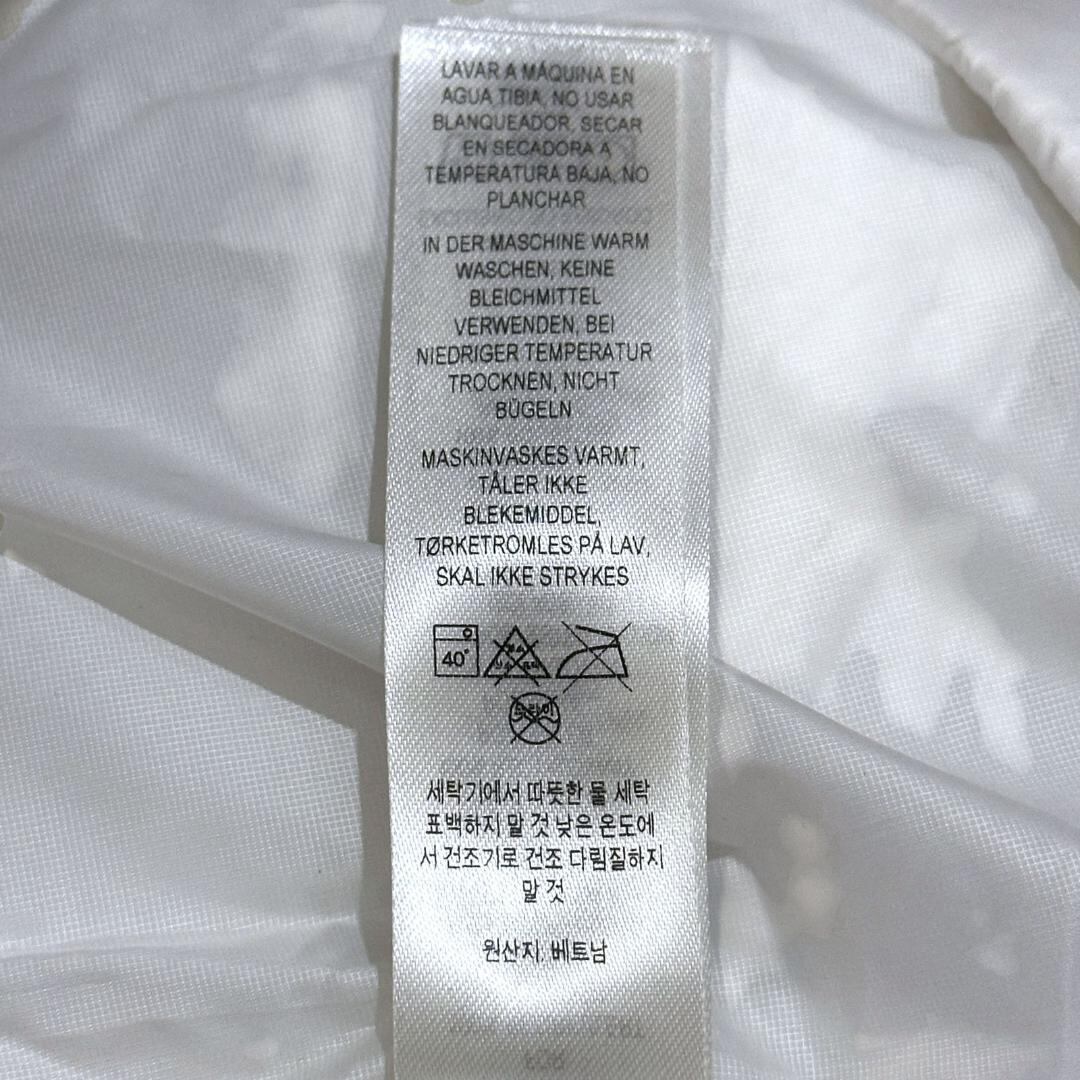 LAVAR A MÁQUINA EN
AGUA TIBIA, NO USAR
BLANQUEADOR, SECAR
EN SECADORA A
TEMPERATURA BAJA, NO
PLANCHAR
IN DER MASCHINE WARM
WASCHEN, KEINE
BLEICHMITTEL
VERWENDEN, BEI
NIEDRIGER TEMPERATUR
TROCKNEN, NICHT
BÜGELN
MASKINVASKES VARMT,
TÅLER IKKE
BLEKEMIDDEL,
TØRKETROMLES PÅ LAV,
SKAL IKKE STRYKES
40°
드라이
세탁기에서 따뜻한 물 세탁
표백하지 말 것 낮은 온도에
서 건조기로 건조 다림질하지
말 것
원산지: 베트남